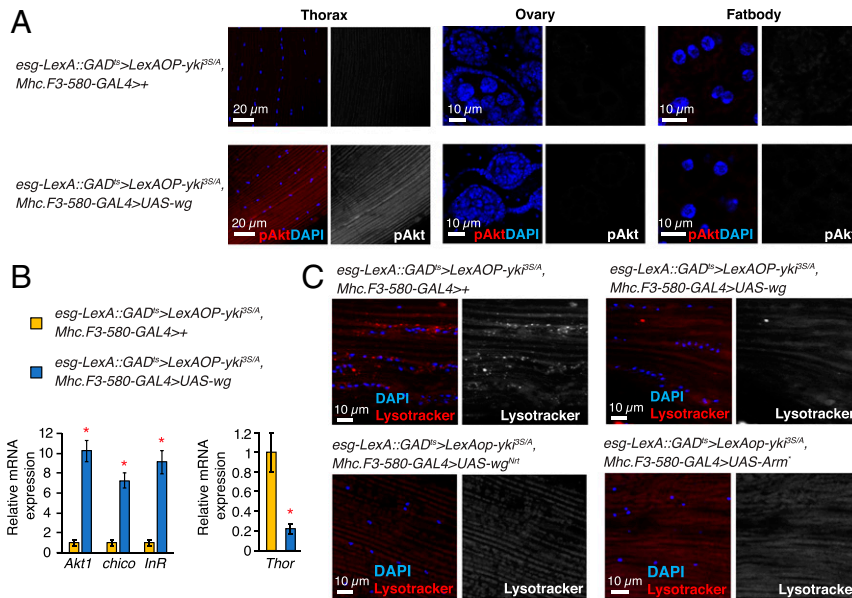 A
Thorax
Ovary
Fatbody
esg-LexA::GADᵗˢ>LexAOP-yki³ˢ/ᴬ,
Mhc.F3-580-GAL4>+
20 µm
10 µm
10 µm
esg-LexA::GADᵗˢ>LexAOP-yki³ˢ/ᴬ,
Mhc.F3-580-GAL4>UAS-wg
20 µm
pAktDAPI
pAkt
10 µm
pAktDAPI
pAkt
10 µm
pAktDAPI
pAkt
B
esg-LexA::GADᵗˢ>LexAOP-yki³ˢ/ᴬ,
Mhc.F3-580-GAL4>+
esg-LexA::GADᵗˢ>LexAOP-yki³ˢ/ᴬ,
Mhc.F3-580-GAL4>UAS-wg
Relative mRNA
expression
12
10
8
6
4
2
0
*
*
*
Akt1 chico InR
Relative mRNA
expression
1.2
1
0.8
0.6
0.4
0.2
0
*
Thor
C
esg-LexA::GADᵗˢ>LexAOP-yki³ˢ/ᴬ,
Mhc.F3-580-GAL4>+
DAPI
10 µm
Lysotracker
Lysotracker
esg-LexA::GADᵗˢ>LexAOP-yki³ˢ/ᴬ,
Mhc.F3-580-GAL4>UAS-wg
DAPI
10 µm
Lysotracker
Lysotracker
esg-LexA::GADᵗˢ>LexAop-yki³ˢ/ᴬ,
Mhc.F3-580-GAL4>UAS-wgᴺʳᵗ
10 µm
DAPI
Lysotracker
Lysotracker
esg-LexA::GADᵗˢ>LexAop-yki³ˢ/ᴬ,
Mhc.F3-580-GAL4>UAS-Arm*
10 µm
DAPI
Lysotracker
Lysotracker